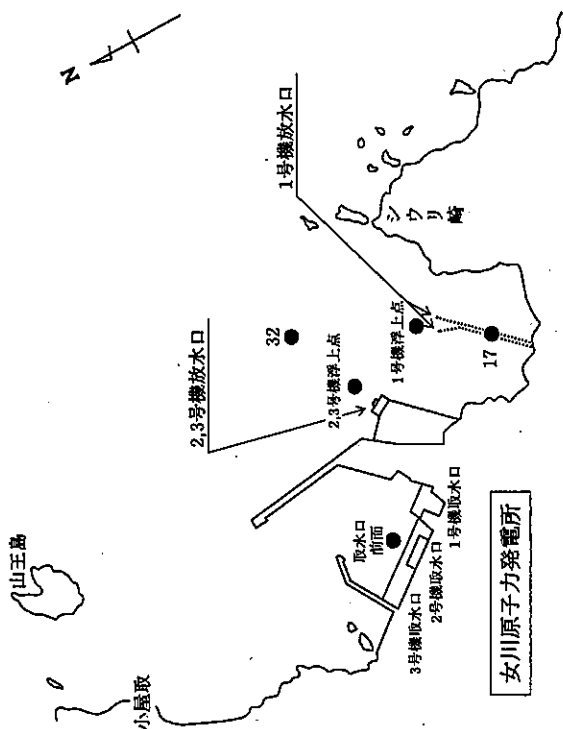 N
1号機放水口
2,3号機放水口
山王島
小屋取
シウリ崎
32
2,3号機浮上点
1号機浮上点
17
取水口
前面
1号機取水口
2号機取水口
3号機取水口
女川原子力発電所